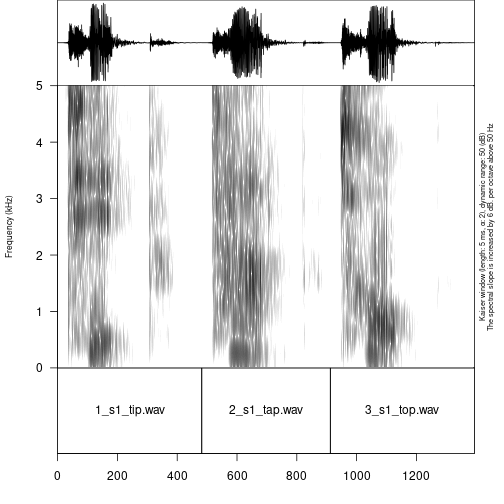 5
4
3
2
1
0
Frequency (kHz)
Kaiser window (length: 5 ms, α: 2), dynamic range: 50 (dB)
The spectral slope is increased by 6 dB. per octave above 50 Hz
1_s1_tip.wav 2_s1_tap.wav 3_s1_top.wav
0 200 400 600 800 1000 1200